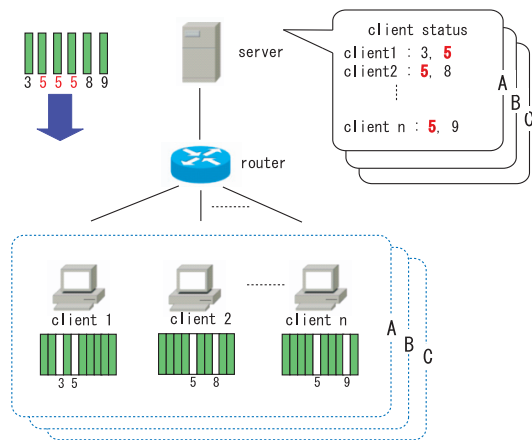 client status
server
client1 : 3, 5
client2 : 5, 8
client n : 5, 9
A
B
C
3 5 5 5 8 9
router
client 1
client 2
client n
3 5
5 8
5 9
A
B
C